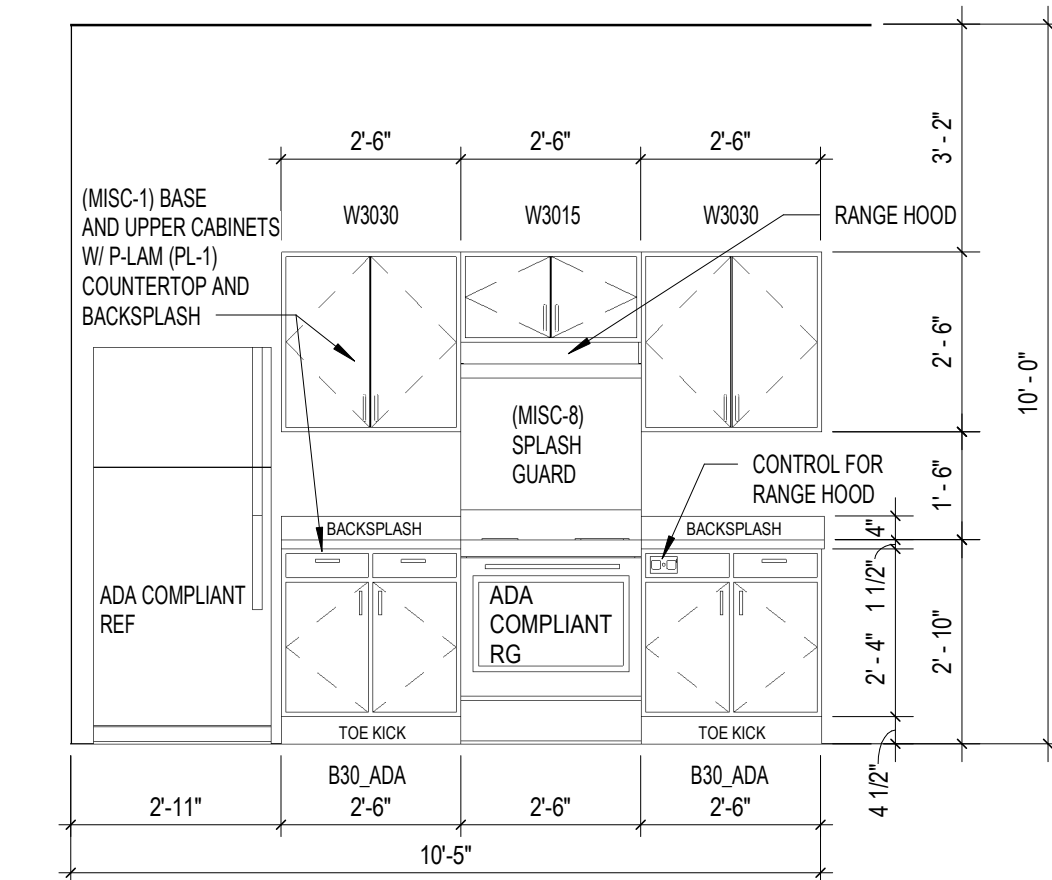 3' - 2"
2'-6"
2'-6"
2'-6"
(MISC-1) BASE
AND UPPER CABINETS
W/ P-LAM (PL-1)
COUNTERTOP AND
BACKSPLASH
W3030
W3015
W3030
RANGE HOOD
2' - 6"
10' - 0"
(MISC-8)
SPLASH
GUARD
CONTROL FOR
RANGE HOOD
1' - 6"
BACKSPLASH
BACKSPLASH
4"
1 1/2"
ADA COMPLIANT
REF
ADA
COMPLIANT
RG
2' - 4"
2' - 10"
TOE KICK
TOE KICK
4 1/2"
B30_ADA
B30_ADA
2'-11"
2'-6"
2'-6"
2'-6"
10'-5"